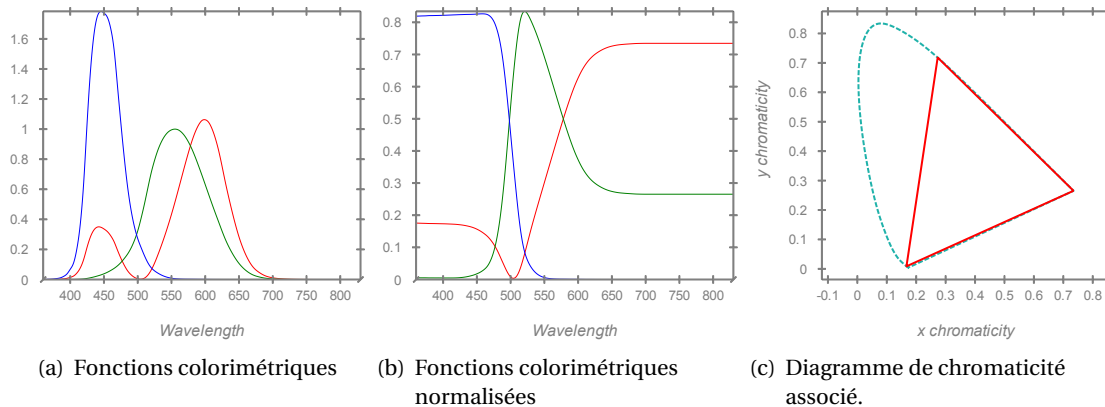 1.6
1.4
1.2
1
0.8
0.6
0.4
0.2
0
400 450 500 550 600 650 700 750 800
Wavelength
(a) Fonctions colorimétriques
0.8
0.7
0.6
0.5
0.4
0.3
0.2
0.1
0
400 450 500 550 600 650 700 750 800
Wavelength
(b) Fonctions colorimétriques
normalisées
y chromaticity
0.8
0.7
0.6
0.5
0.4
0.3
0.2
0.1
0
-0.1 0 0.1 0.2 0.3 0.4 0.5 0.6 0.7 0.8
x chromaticity
(c) Diagramme de chromaticité
associé.